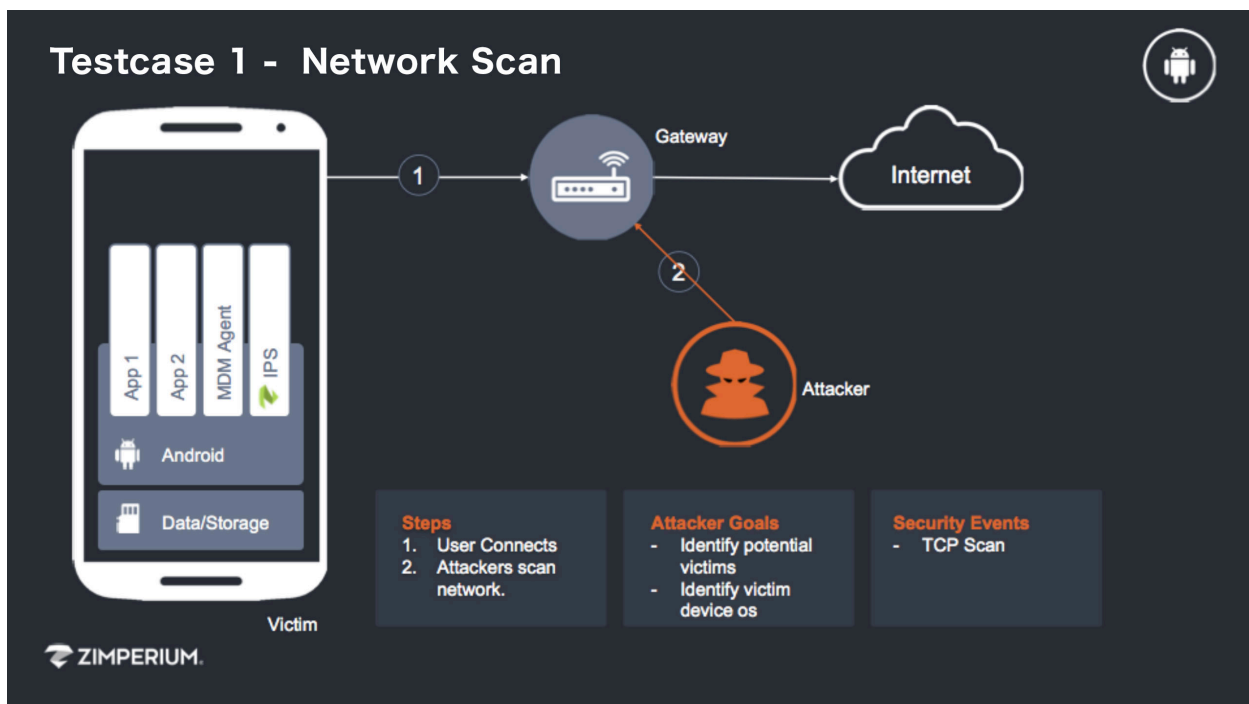 Testcase 1 - Network Scan
Gateway
Internet
1
2
Attacker
App 1
App 2
MDM Agent
IPS
Android
Data/Storage
Victim
Steps
1. User Connects
2. Attackers scan
network.
Attacker Goals
- Identify potential
victims
- Identify victim
device os
Security Events
- TCP Scan
ZIMPERIUM.